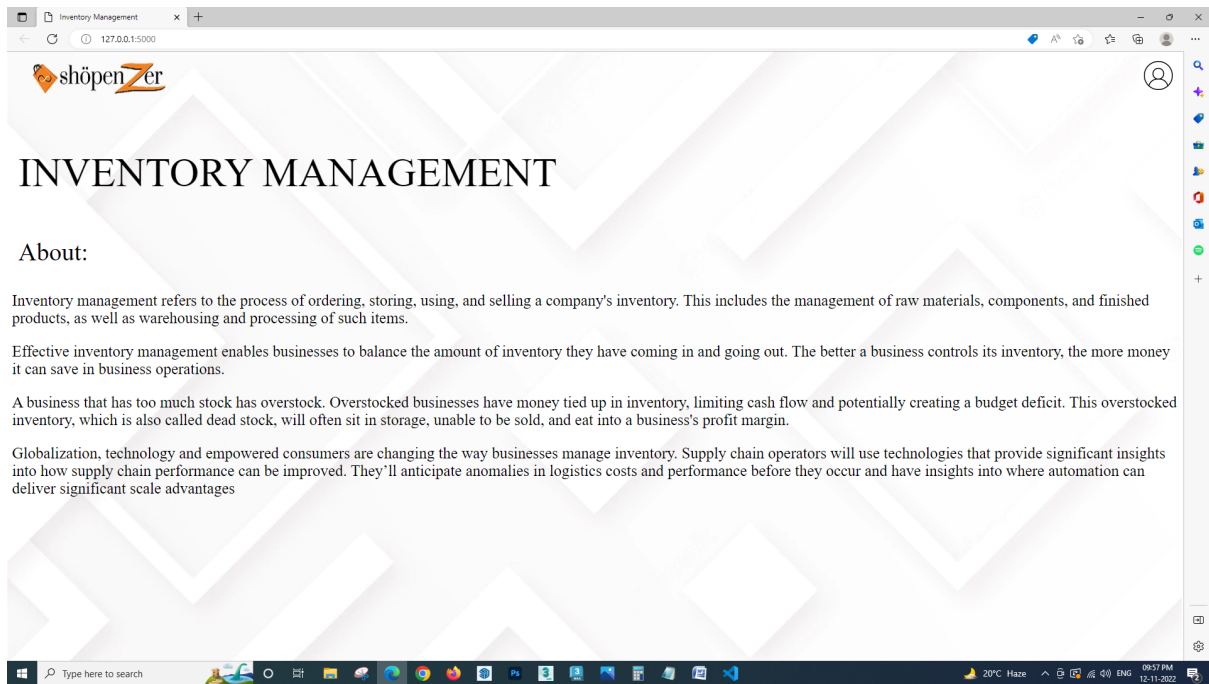 Inventory Management
127.0.0.1:5000
shöpenZer
INVENTORY MANAGEMENT
About:
Inventory management refers to the process of ordering, storing, using, and selling a company's inventory. This includes the management of raw materials, components, and finished
products, as well as warehousing and processing of such items.
Effective inventory management enables businesses to balance the amount of inventory they have coming in and going out. The better a business controls its inventory, the more money
it can save in business operations.
A business that has too much stock has overstock. Overstocked businesses have money tied up in inventory, limiting cash flow and potentially creating a budget deficit. This overstocked
inventory, which is also called dead stock, will often sit in storage, unable to be sold, and eat into a business's profit margin.
Globalization, technology and empowered consumers are changing the way businesses manage inventory. Supply chain operators will use technologies that provide significant insights
into how supply chain performance can be improved. They’ll anticipate anomalies in logistics costs and performance before they occur and have insights into where automation can
deliver significant scale advantages
Type here to search
Ps
20°C Haze
ENG
09:57 PM
12-11-2022
2